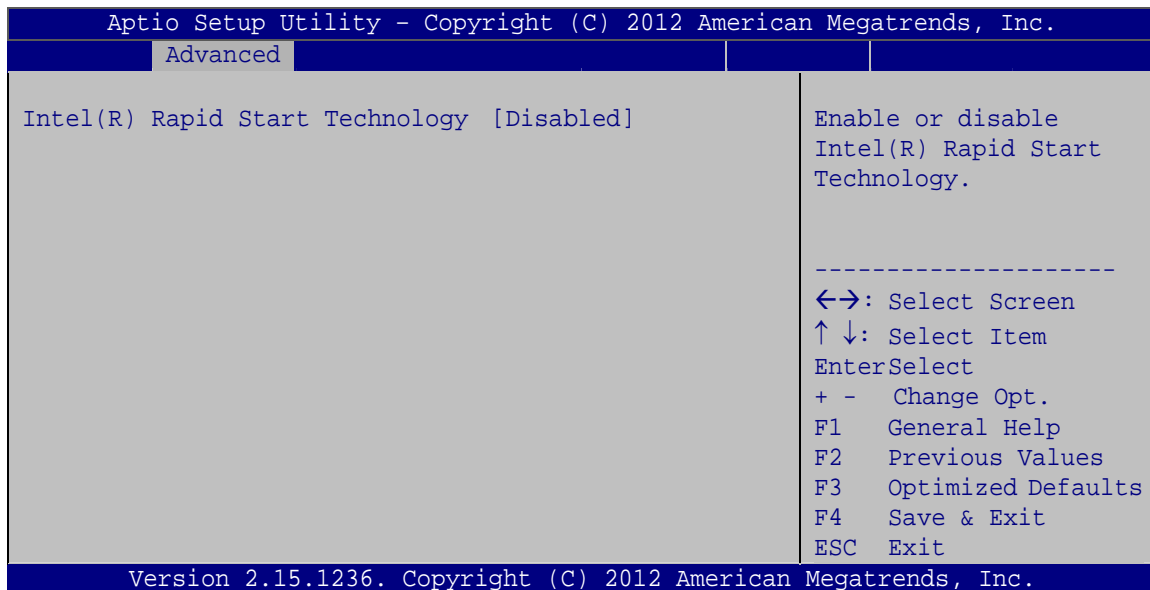 Aptio Setup Utility – Copyright (C) 2012 American Megatrends, Inc.
Advanced
Intel(R) Rapid Start Technology [Disabled]
Enable or disable
Intel(R) Rapid Start
Technology.
---------------------
←→: Select Screen
↑ ↓: Select Item
EnterSelect
+ - Change Opt.
F1 General Help
F2 Previous Values
F3 Optimized Defaults
F4 Save & Exit
ESC Exit
Version 2.15.1236. Copyright (C) 2012 American Megatrends, Inc.